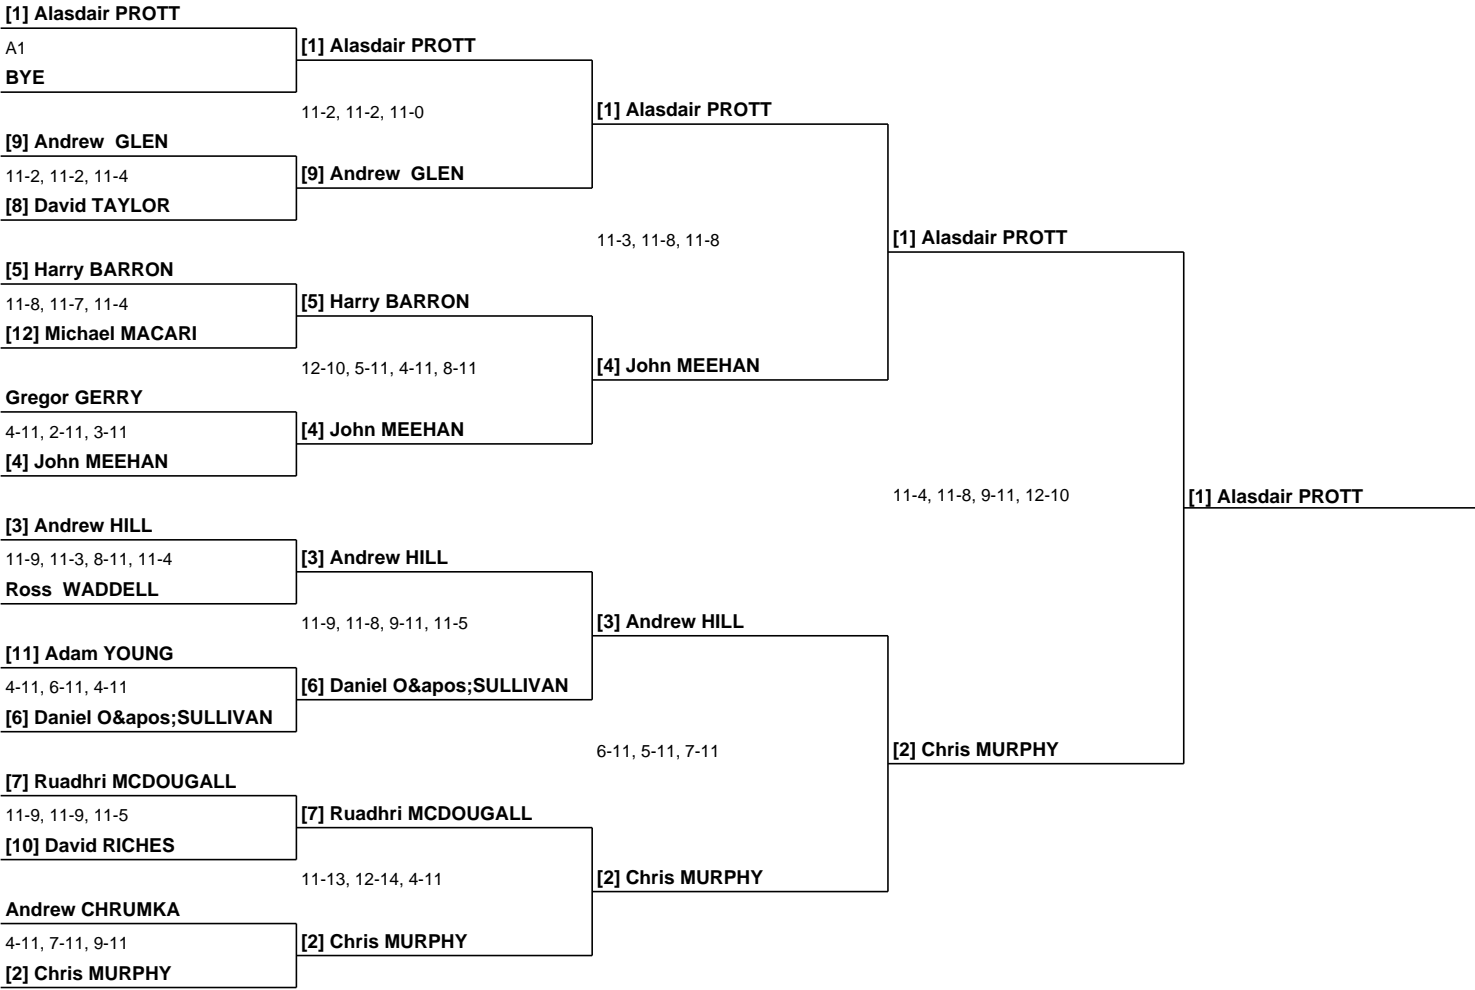 [1] Alasdair PROTT
A1
BYE
[9] Andrew  GLEN
11-2, 11-2, 11-4
[8] David TAYLOR
[5] Harry BARRON
11-8, 11-7, 11-4
[12] Michael MACARI
Gregor GERRY
4-11, 2-11, 3-11
[4] John MEEHAN
[3] Andrew HILL
11-9, 11-3, 8-11, 11-4
Ross  WADDELL
[11] Adam YOUNG
4-11, 6-11, 4-11
[6] Daniel O&apos;SULLIVAN
[7] Ruadhri MCDOUGALL
11-9, 11-9, 11-5
[10] David RICHES
Andrew CHRUMKA
4-11, 7-11, 9-11
[2] Chris MURPHY
[1] Alasdair PROTT
11-2, 11-2, 11-0
[9] Andrew  GLEN
[5] Harry BARRON
12-10, 5-11, 4-11, 8-11
[4] John MEEHAN
[3] Andrew HILL
11-9, 11-8, 9-11, 11-5
[6] Daniel O&apos;SULLIVAN
[7] Ruadhri MCDOUGALL
11-13, 12-14, 4-11
[2] Chris MURPHY
[1] Alasdair PROTT
11-3, 11-8, 11-8
[4] John MEEHAN
[3] Andrew HILL
6-11, 5-11, 7-11
[2] Chris MURPHY
[1] Alasdair PROTT
11-4, 11-8, 9-11, 12-10
[2] Chris MURPHY
[1] Alasdair PROTT